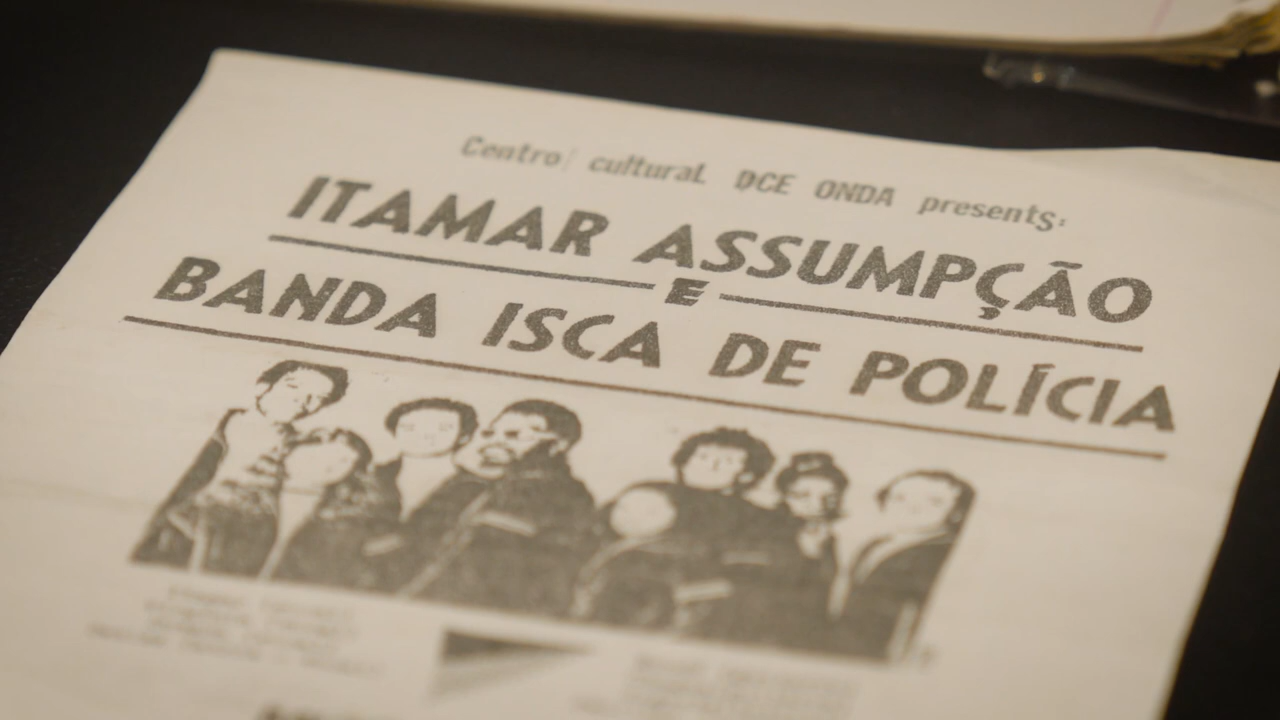 Centro cultural DCE ONDA presents:
ITAMAR ASSUMPÇÃO
E
BANDA ISCA DE POLÍCIA